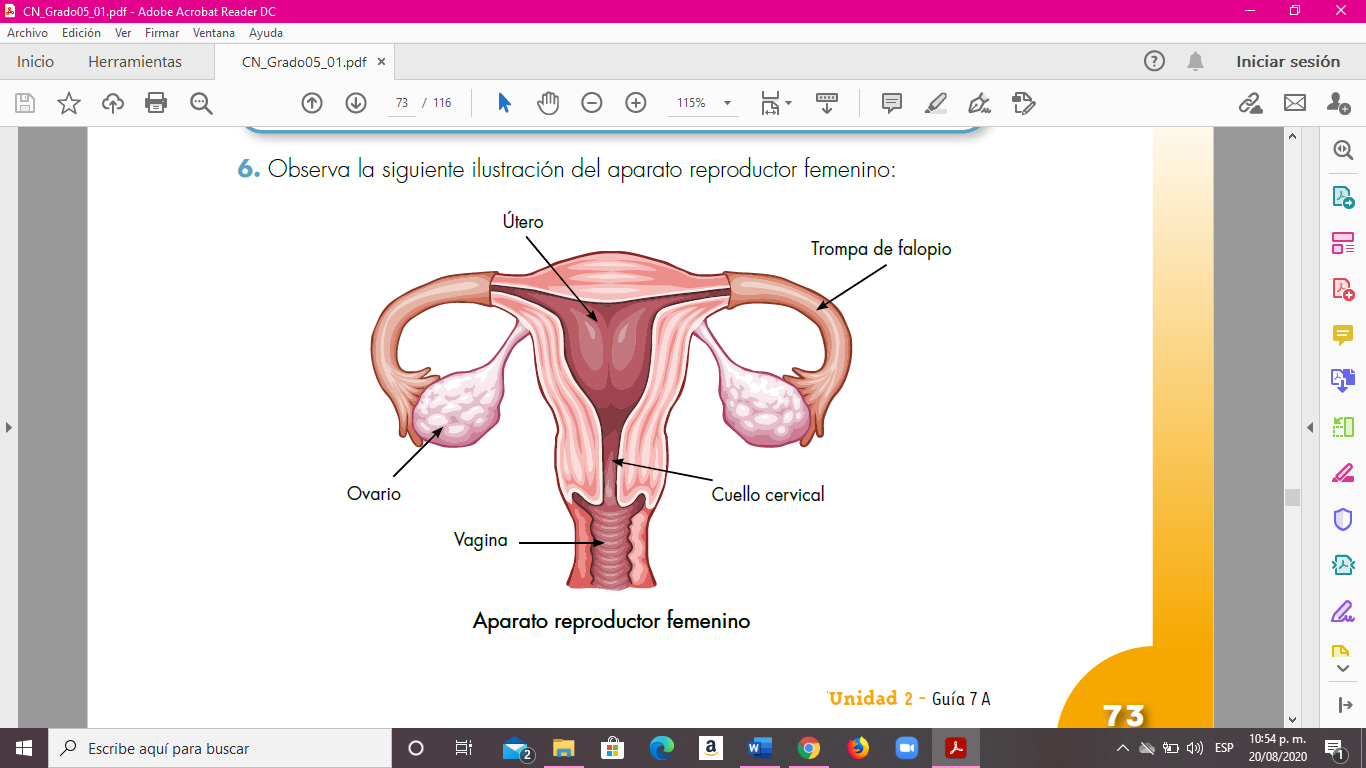 CN_Grado05_01.pdf - Adobe Acrobat Reader DC
Archivo Edición Ver Firmar Ventana Ayuda
Inicio Herramientas CN_Grado05_01.pdf × Iniciar sesión
73 / 116 115%
6. Observa la siguiente ilustración del aparato reproductor femenino:
Útero
Trompa de falopio
Ovario
Cuello cervical
Vagina
Aparato reproductor femenino
Unidad 2 - Guía 7 A
73
Escribe aquí para buscar
2
a
ESP
10:54 p. m.
20/08/2020
1